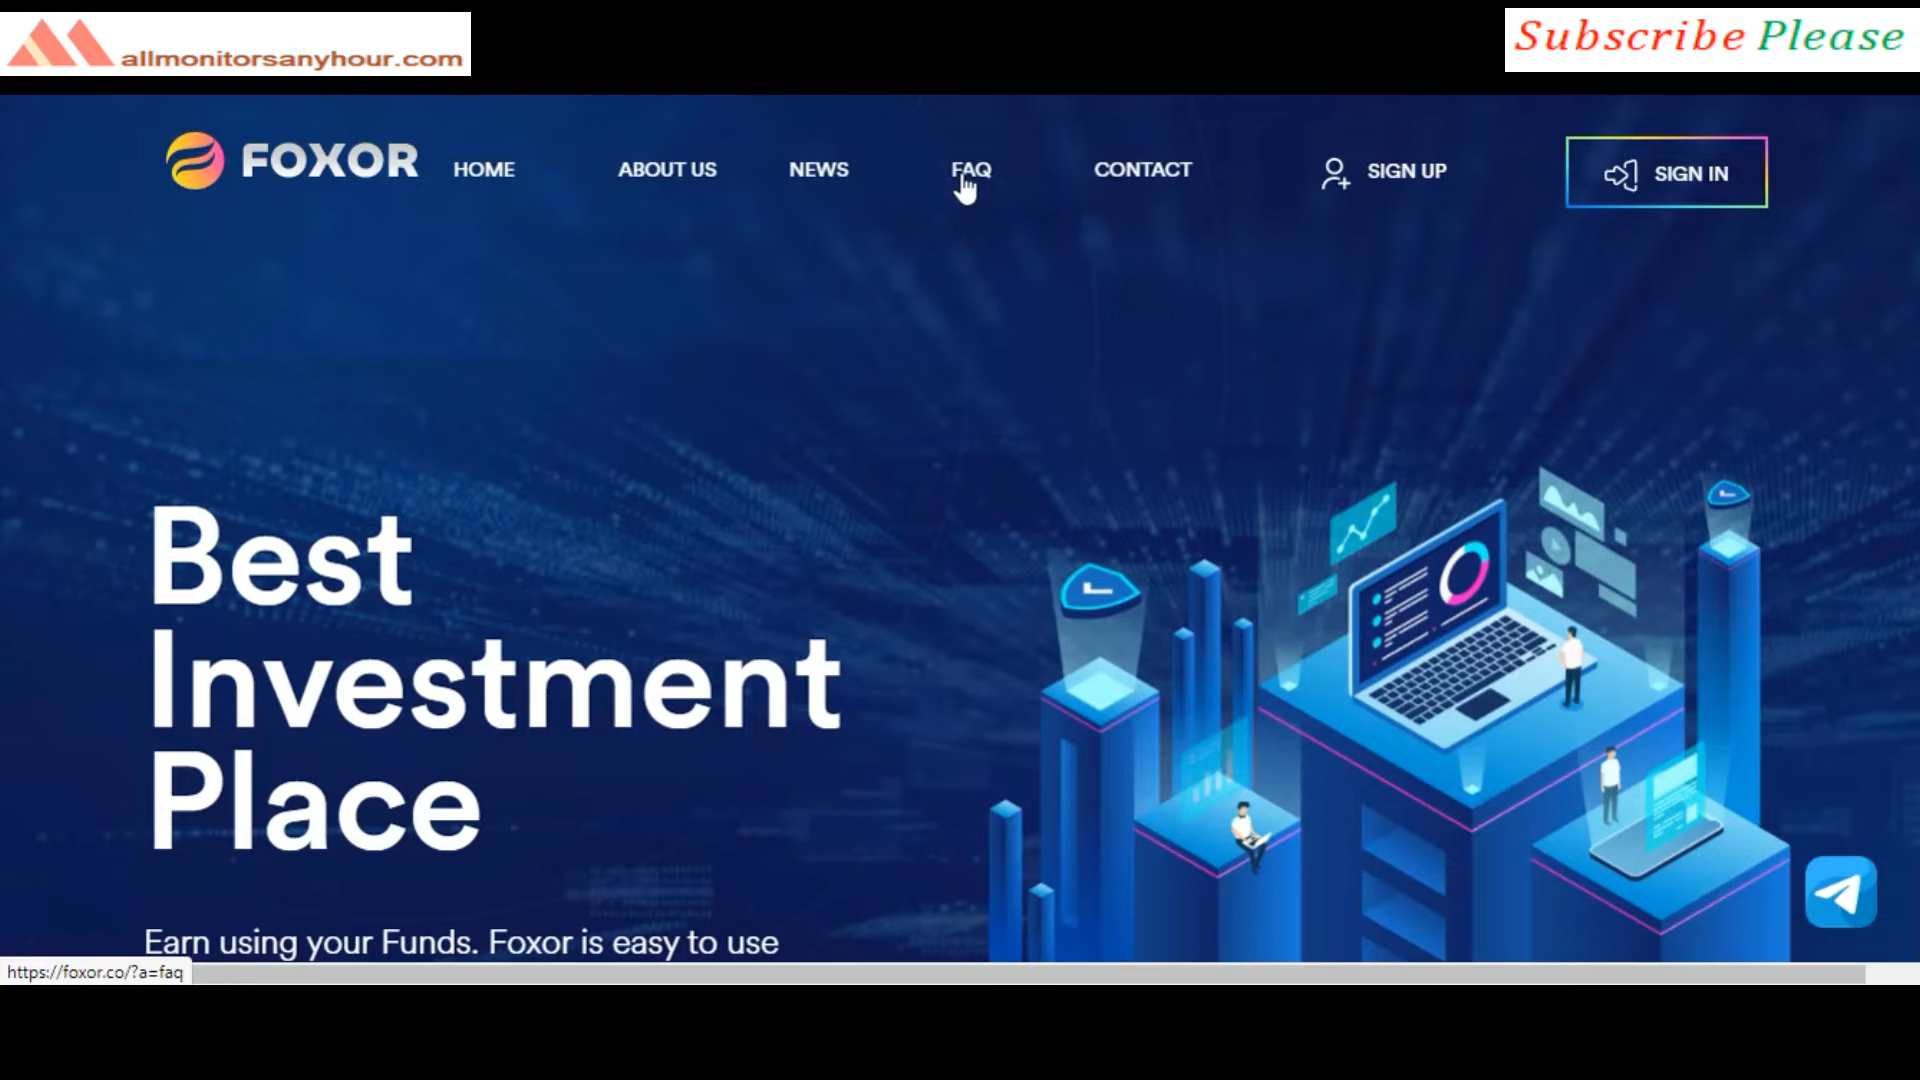 allmonitorsanyhour.com
Subscribe Please
FOXOR
HOME
ABOUT US
NEWS
FAQ
CONTACT
SIGN UP
SIGN IN
Best
Investment
Place
Earn using your Funds. Foxor is easy to use
https://foxor.co/?a=faq